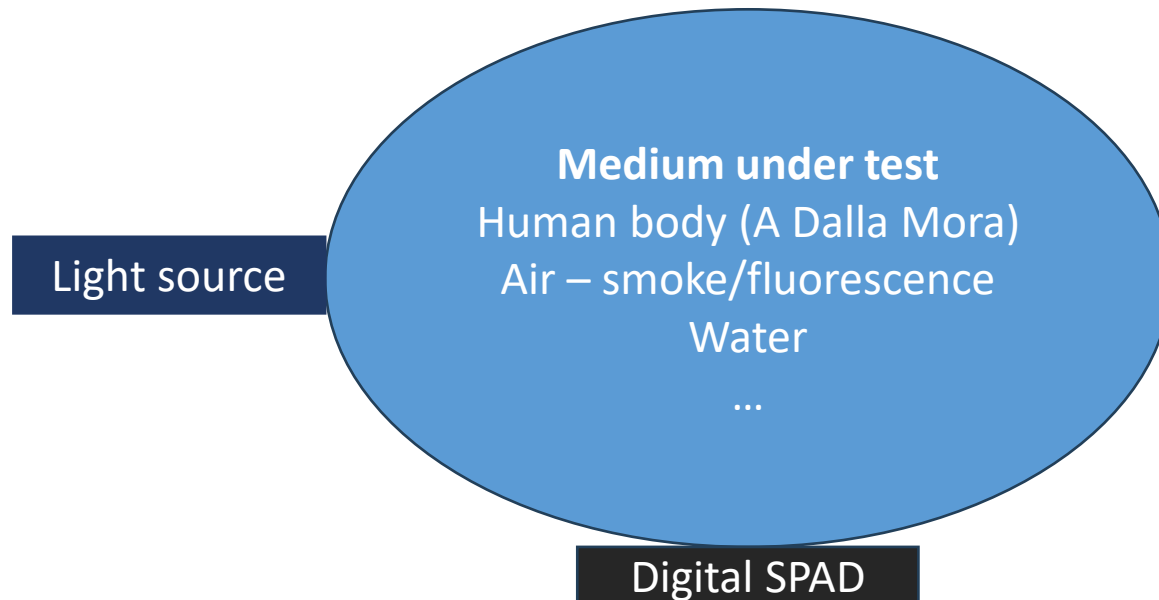 Medium under test
Human body (A Dalla Mora)
Light source
Air – smoke/fluorescence
Water
…
Digital SPAD